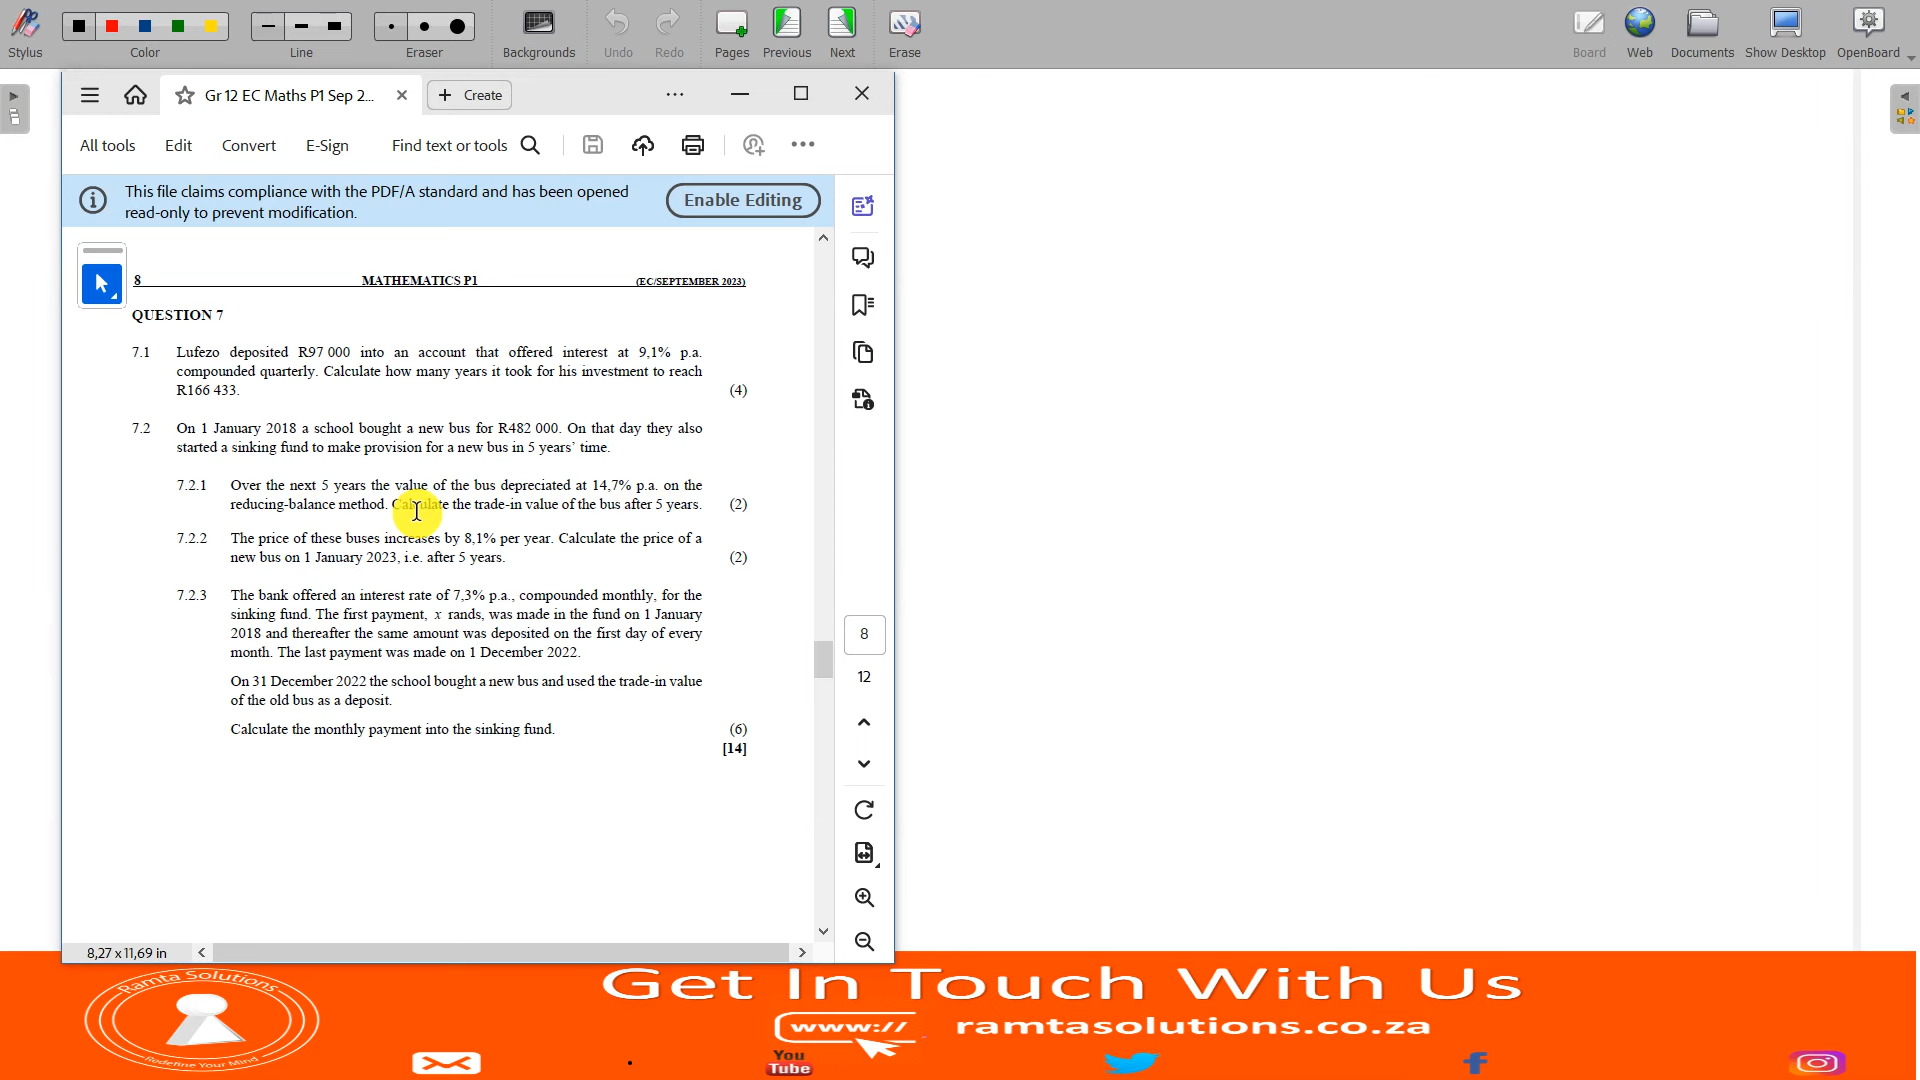 Stylus
Color
Line
Eraser
Backgrounds
Undo
Redo
Pages
Previous
Next
Erase
Board
Web
Documents
Show Desktop
OpenBoard
Gr 12 EC Maths P1 Sep 2...
Create
All tools
Edit
Convert
E-Sign
Find text or tools
This file claims compliance with the PDF/A standard and has been opened
read-only to prevent modification.
Enable Editing
8 MATHEMATICS P1 (EC/SEPTEMBER 2023)
QUESTION 7
7.1 Lufezo deposited R97 000 into an account that offered interest at 9,1% p.a.
compounded quarterly. Calculate how many years it took for his investment to reach
R166 433. (4)
7.2 On 1 January 2018 a school bought a new bus for R482 000. On that day they also
started a sinking fund to make provision for a new bus in 5 years' time.
7.2.1 Over the next 5 years the value of the bus depreciated at 14,7% p.a. on the
reducing-balance method. Calculate the trade-in value of the bus after 5 years. (2)
7.2.2 The price of these buses increases by 8,1% per year. Calculate the price of a
new bus on 1 January 2023, i.e. after 5 years. (2)
7.2.3 The bank offered an interest rate of 7,3% p.a., compounded monthly, for the
sinking fund. The first payment, x rands, was made in the fund on 1 January
2018 and thereafter the same amount was deposited on the first day of every
month. The last payment was made on 1 December 2022.
On 31 December 2022 the school bought a new bus and used the trade-in value
of the old bus as a deposit.
Calculate the monthly payment into the sinking fund. (6)
[14]
8
12
8,27 x 11,69 in
Ramta Solutions
Redefine Your Mind
Get In Touch With Us
www://
ramtasolutions.co.za
You
Tube